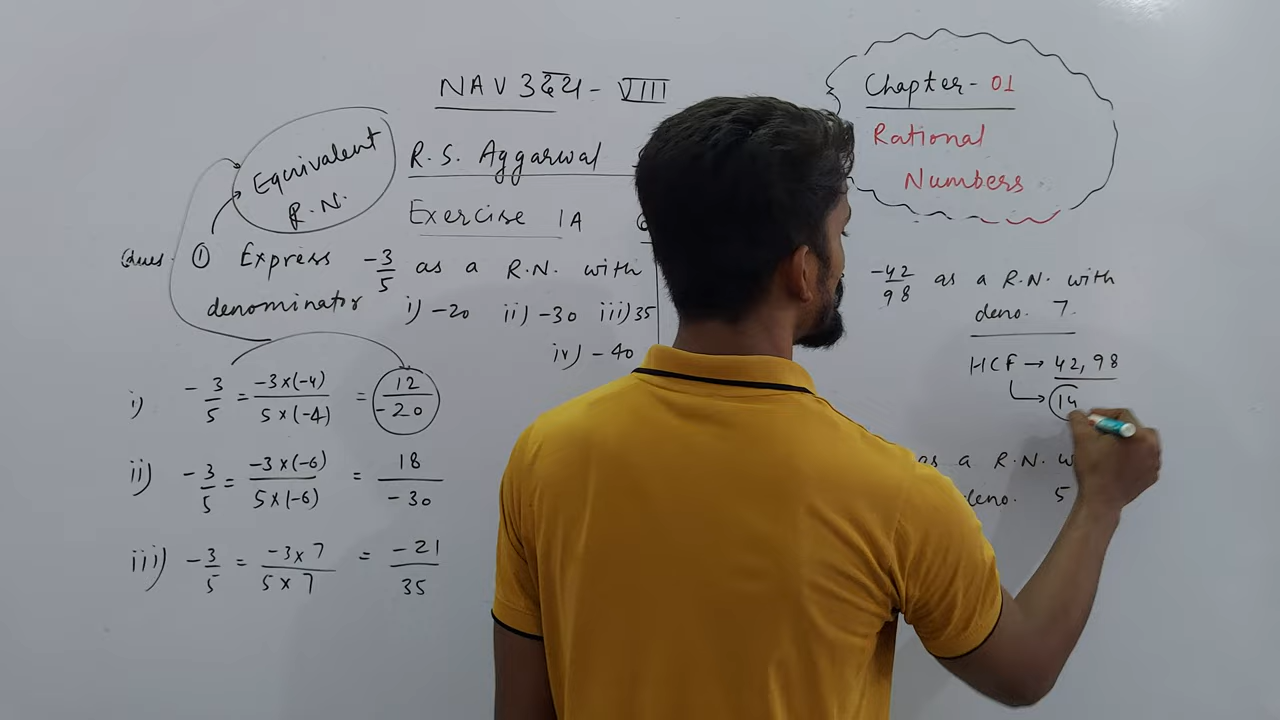 NAV 3देव - VIII
R. S. Aggarwal
Exercise 1A
Equivalent
R.N.
Ques. ① Express -3/5 as a R.N. with
denominator i) -20 ii) -30 iii) 35
iv) -40
i) -3/5 = -3×(-4)/5×(-4) = 12/-20
ii) -3/5 = -3×(-6)/5×(-6) = 18/-30
iii) -3/5 = -3×7/5×7 = -21/35
Chapter - 01
Rational
Numbers
-42/98 as a R.N. with
deno. 7.
HCF → 42, 98
→ 14
as a R.N. w
deno. 5